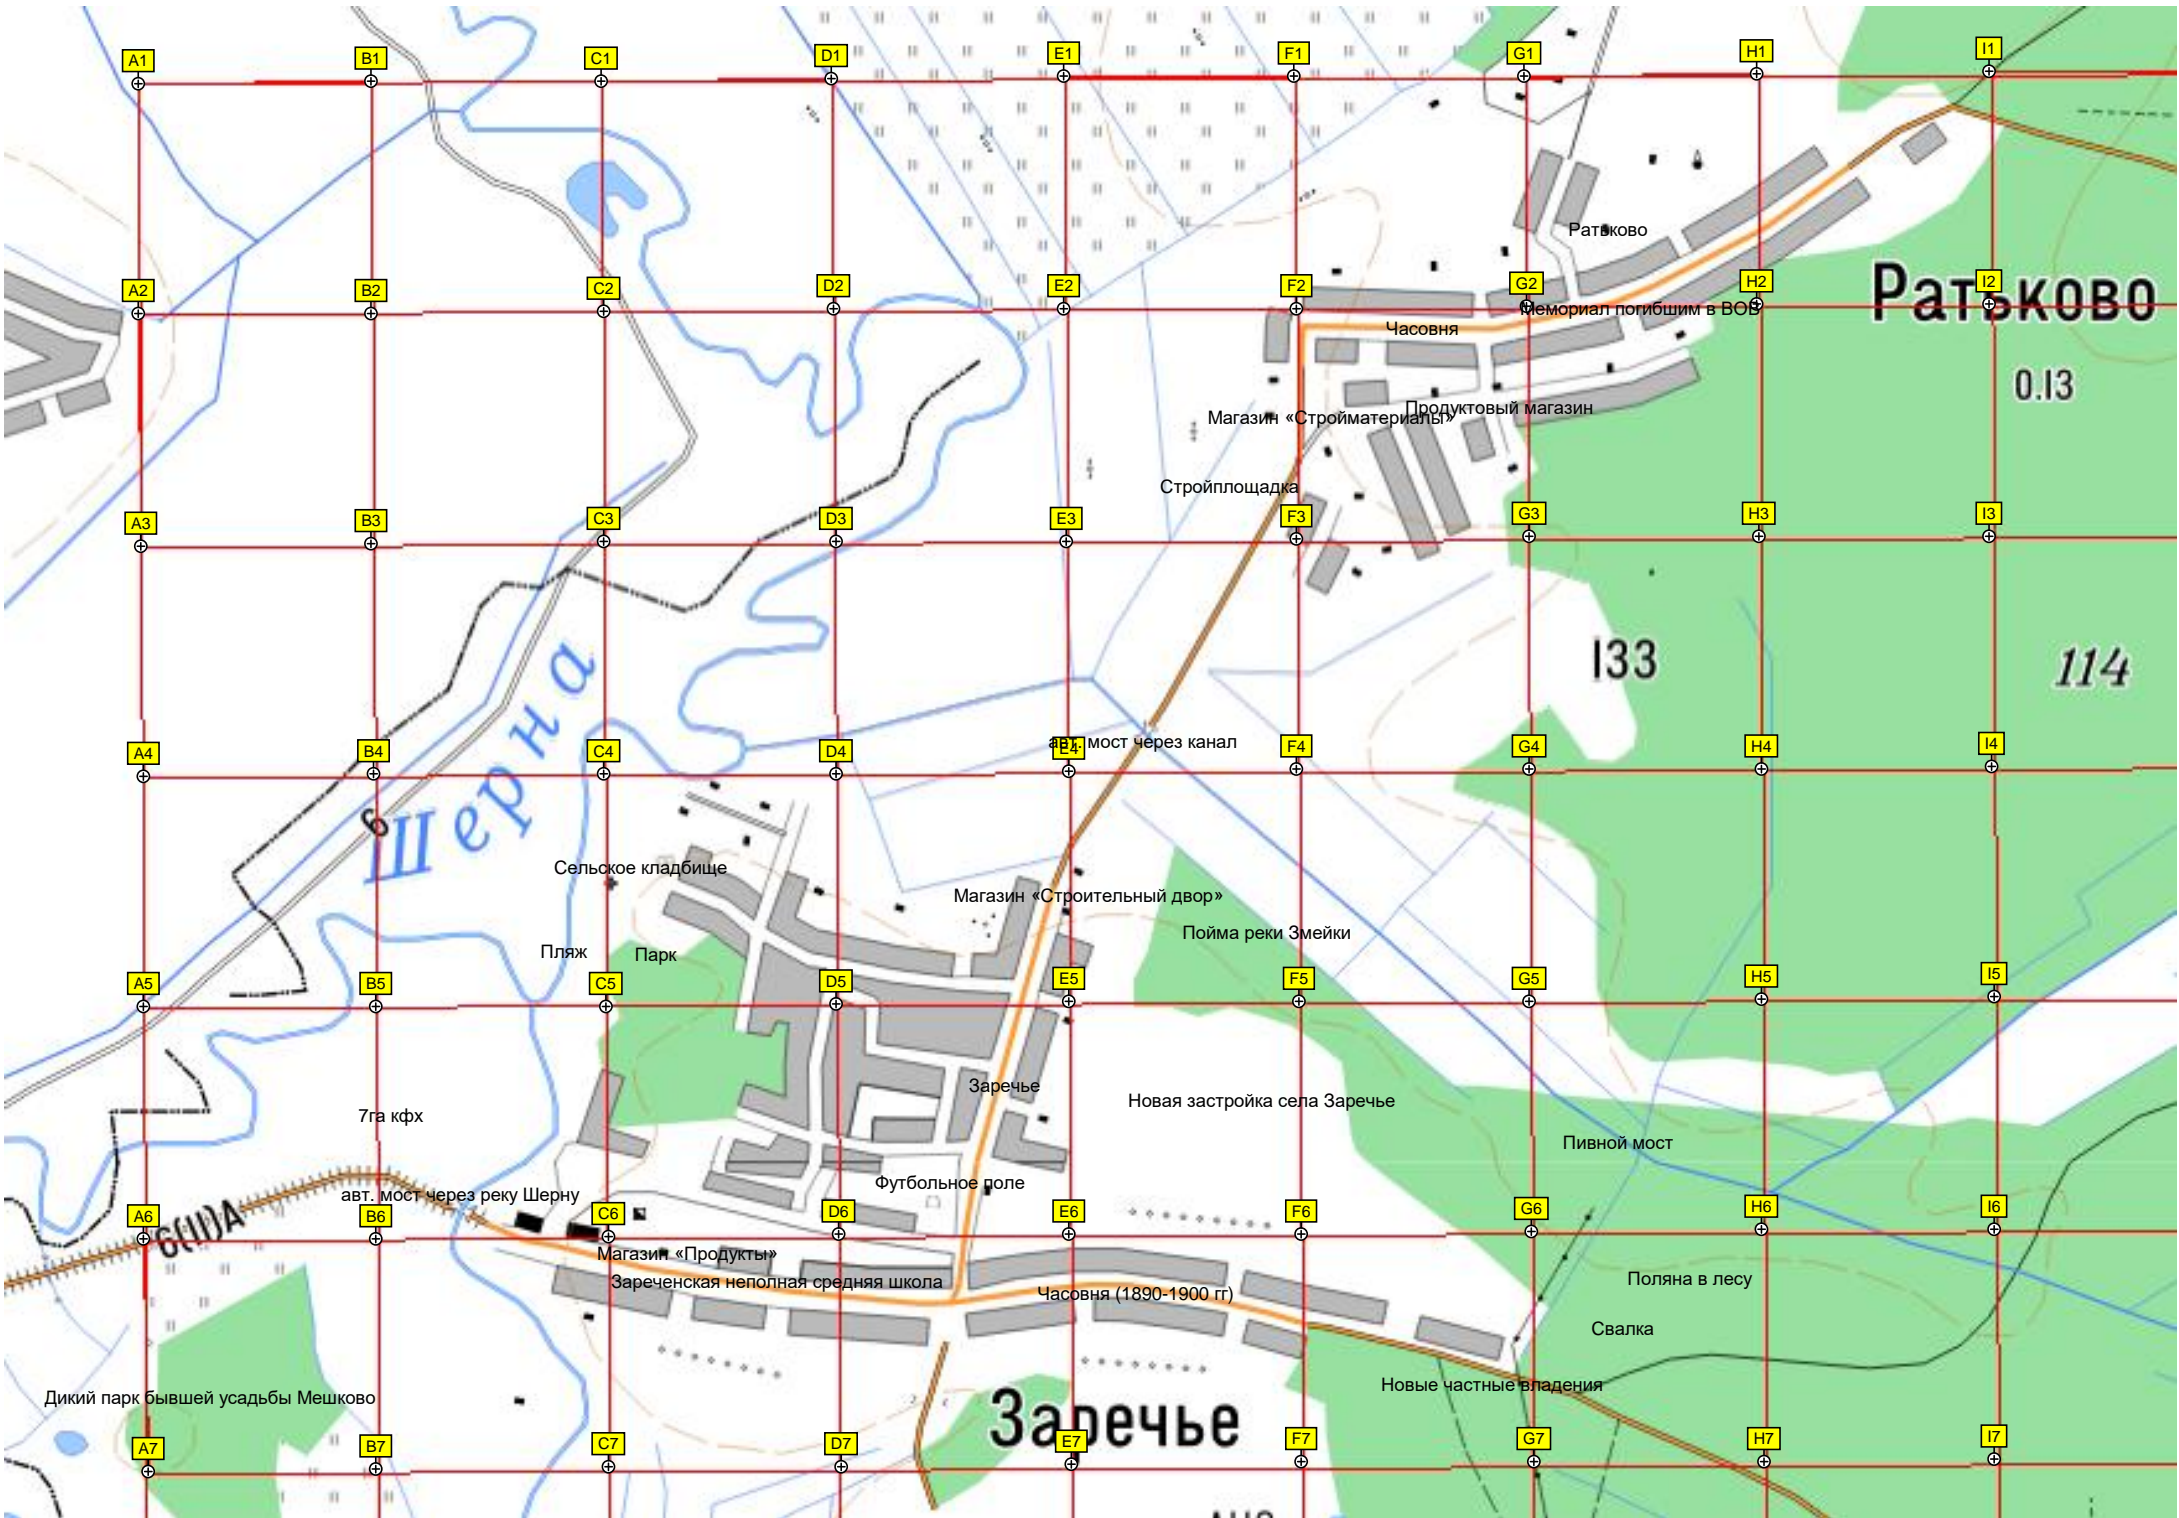 A1 B1 C1 D1 E1 F1 G1 H1 I1
Ратьково
A2 B2 C2 D2 E2 F2 G2 H2 I2
Ратьково
Мемориал погибшим в ВОВ
Часовня
0.13
Магазин «Стройматериалы»
Продуктовый магазин
Стройплощадка
A3 B3 C3 D3 E3 F3 G3 H3 I3
133
114
Шерна
A4 B4 C4 D4 E4 F4 G4 H4 I4
авт. мост через канал
6
Сельское кладбище
Магазин «Строительный двор»
Пойма реки Змейки
Пляж
Парк
A5 B5 C5 D5 E5 F5 G5 H5 I5
Заречье
Новая застройка села Заречье
7га кфх
Пивной мост
Футбольное поле
авт. мост через реку Шерну
A6 B6 C6 D6 E6 F6 G6 H6 I6
6(II)А
Магазин «Продукты»
Зареченская неполная средняя школа
Поляна в лесу
Часовня (1890-1900 гг)
Свалка
Новые частные владения
Дикий парк бывшей усадьбы Мешково
Заречье
A7 B7 C7 D7 E7 F7 G7 H7 I7